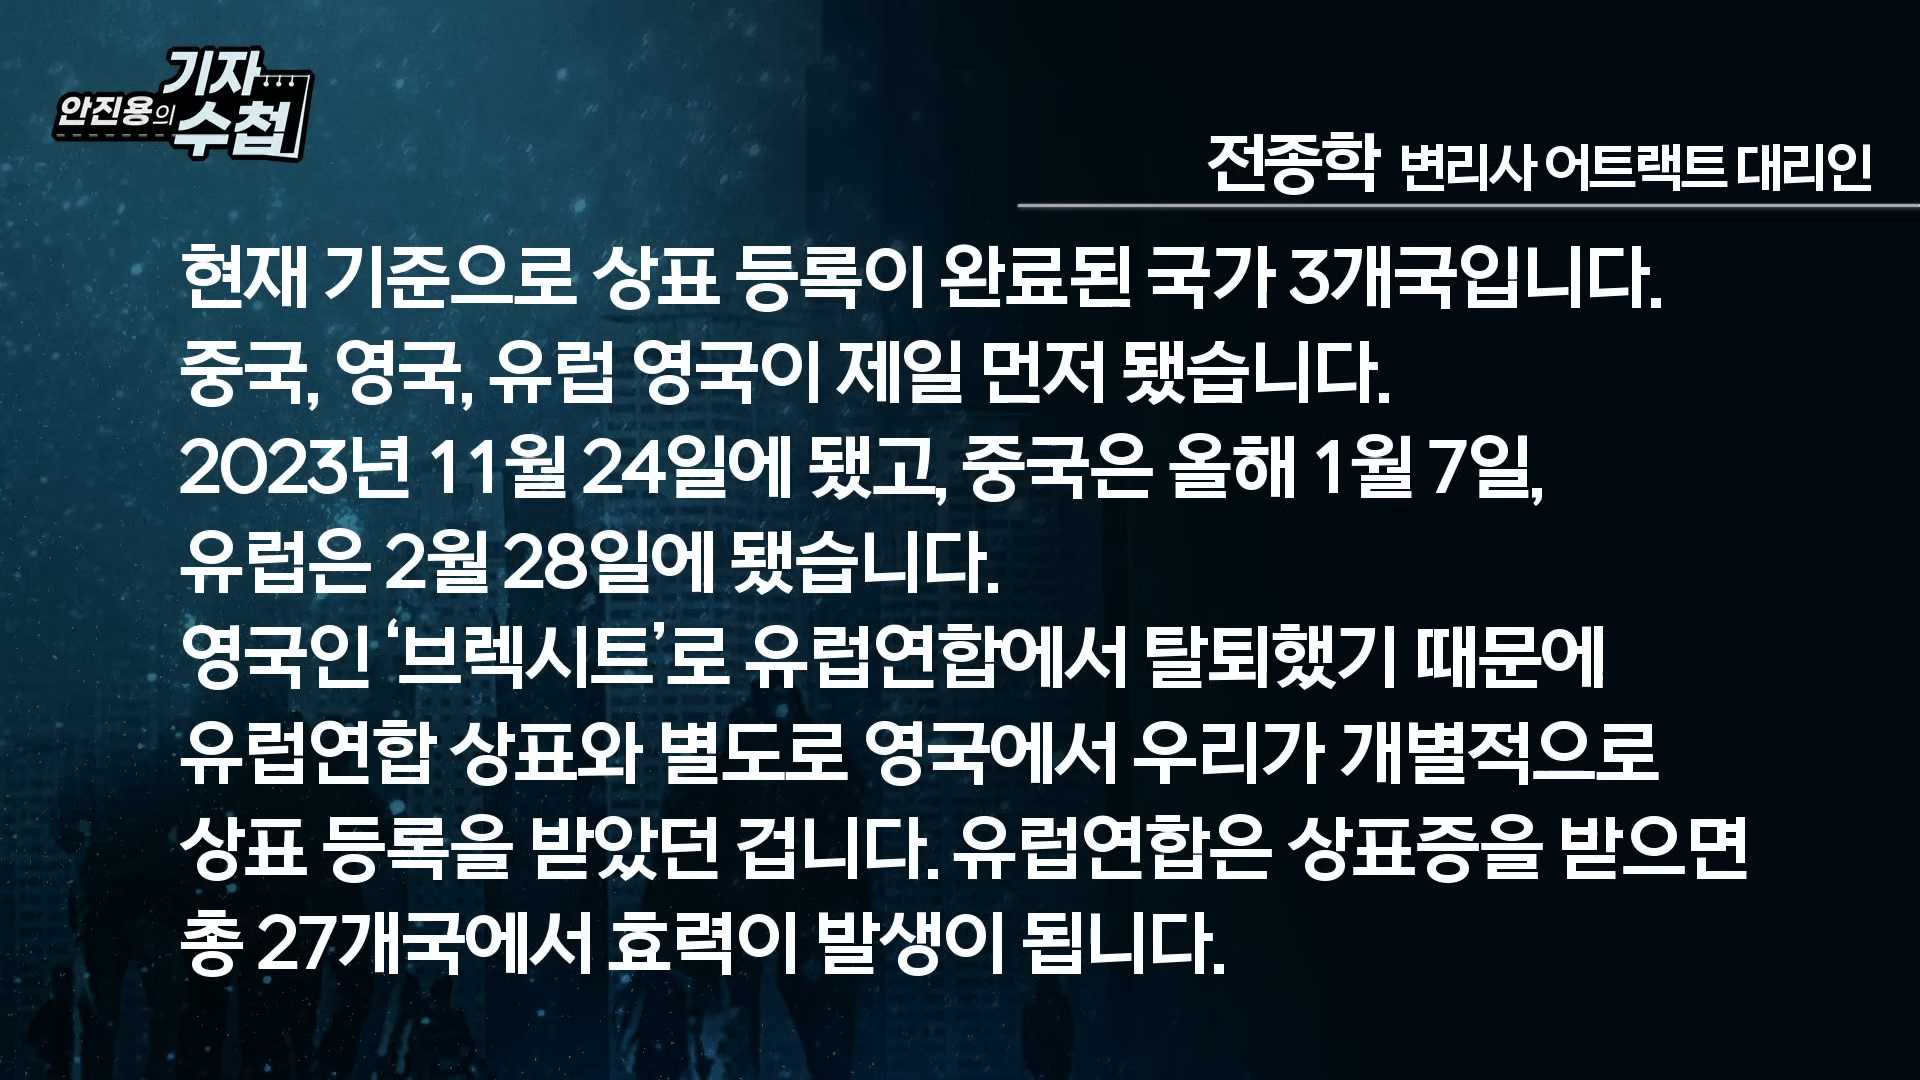 안진용의 기자수첩
전종학 변리사 어트랙트 대리인
현재 기준으로 상표 등록이 완료된 국가 3개국입니다.
중국, 영국, 유럽 영국이 제일 먼저 됐습니다.
2023년 11월 24일에 됐고, 중국은 올해 1월 7일,
유럽은 2월 28일에 됐습니다.
영국인 ‘브렉시트’로 유럽연합에서 탈퇴했기 때문에
유럽연합 상표와 별도로 영국에서 우리가 개별적으로
상표 등록을 받았던 겁니다. 유럽연합은 상표증을 받으면
총 27개국에서 효력이 발생이 됩니다.